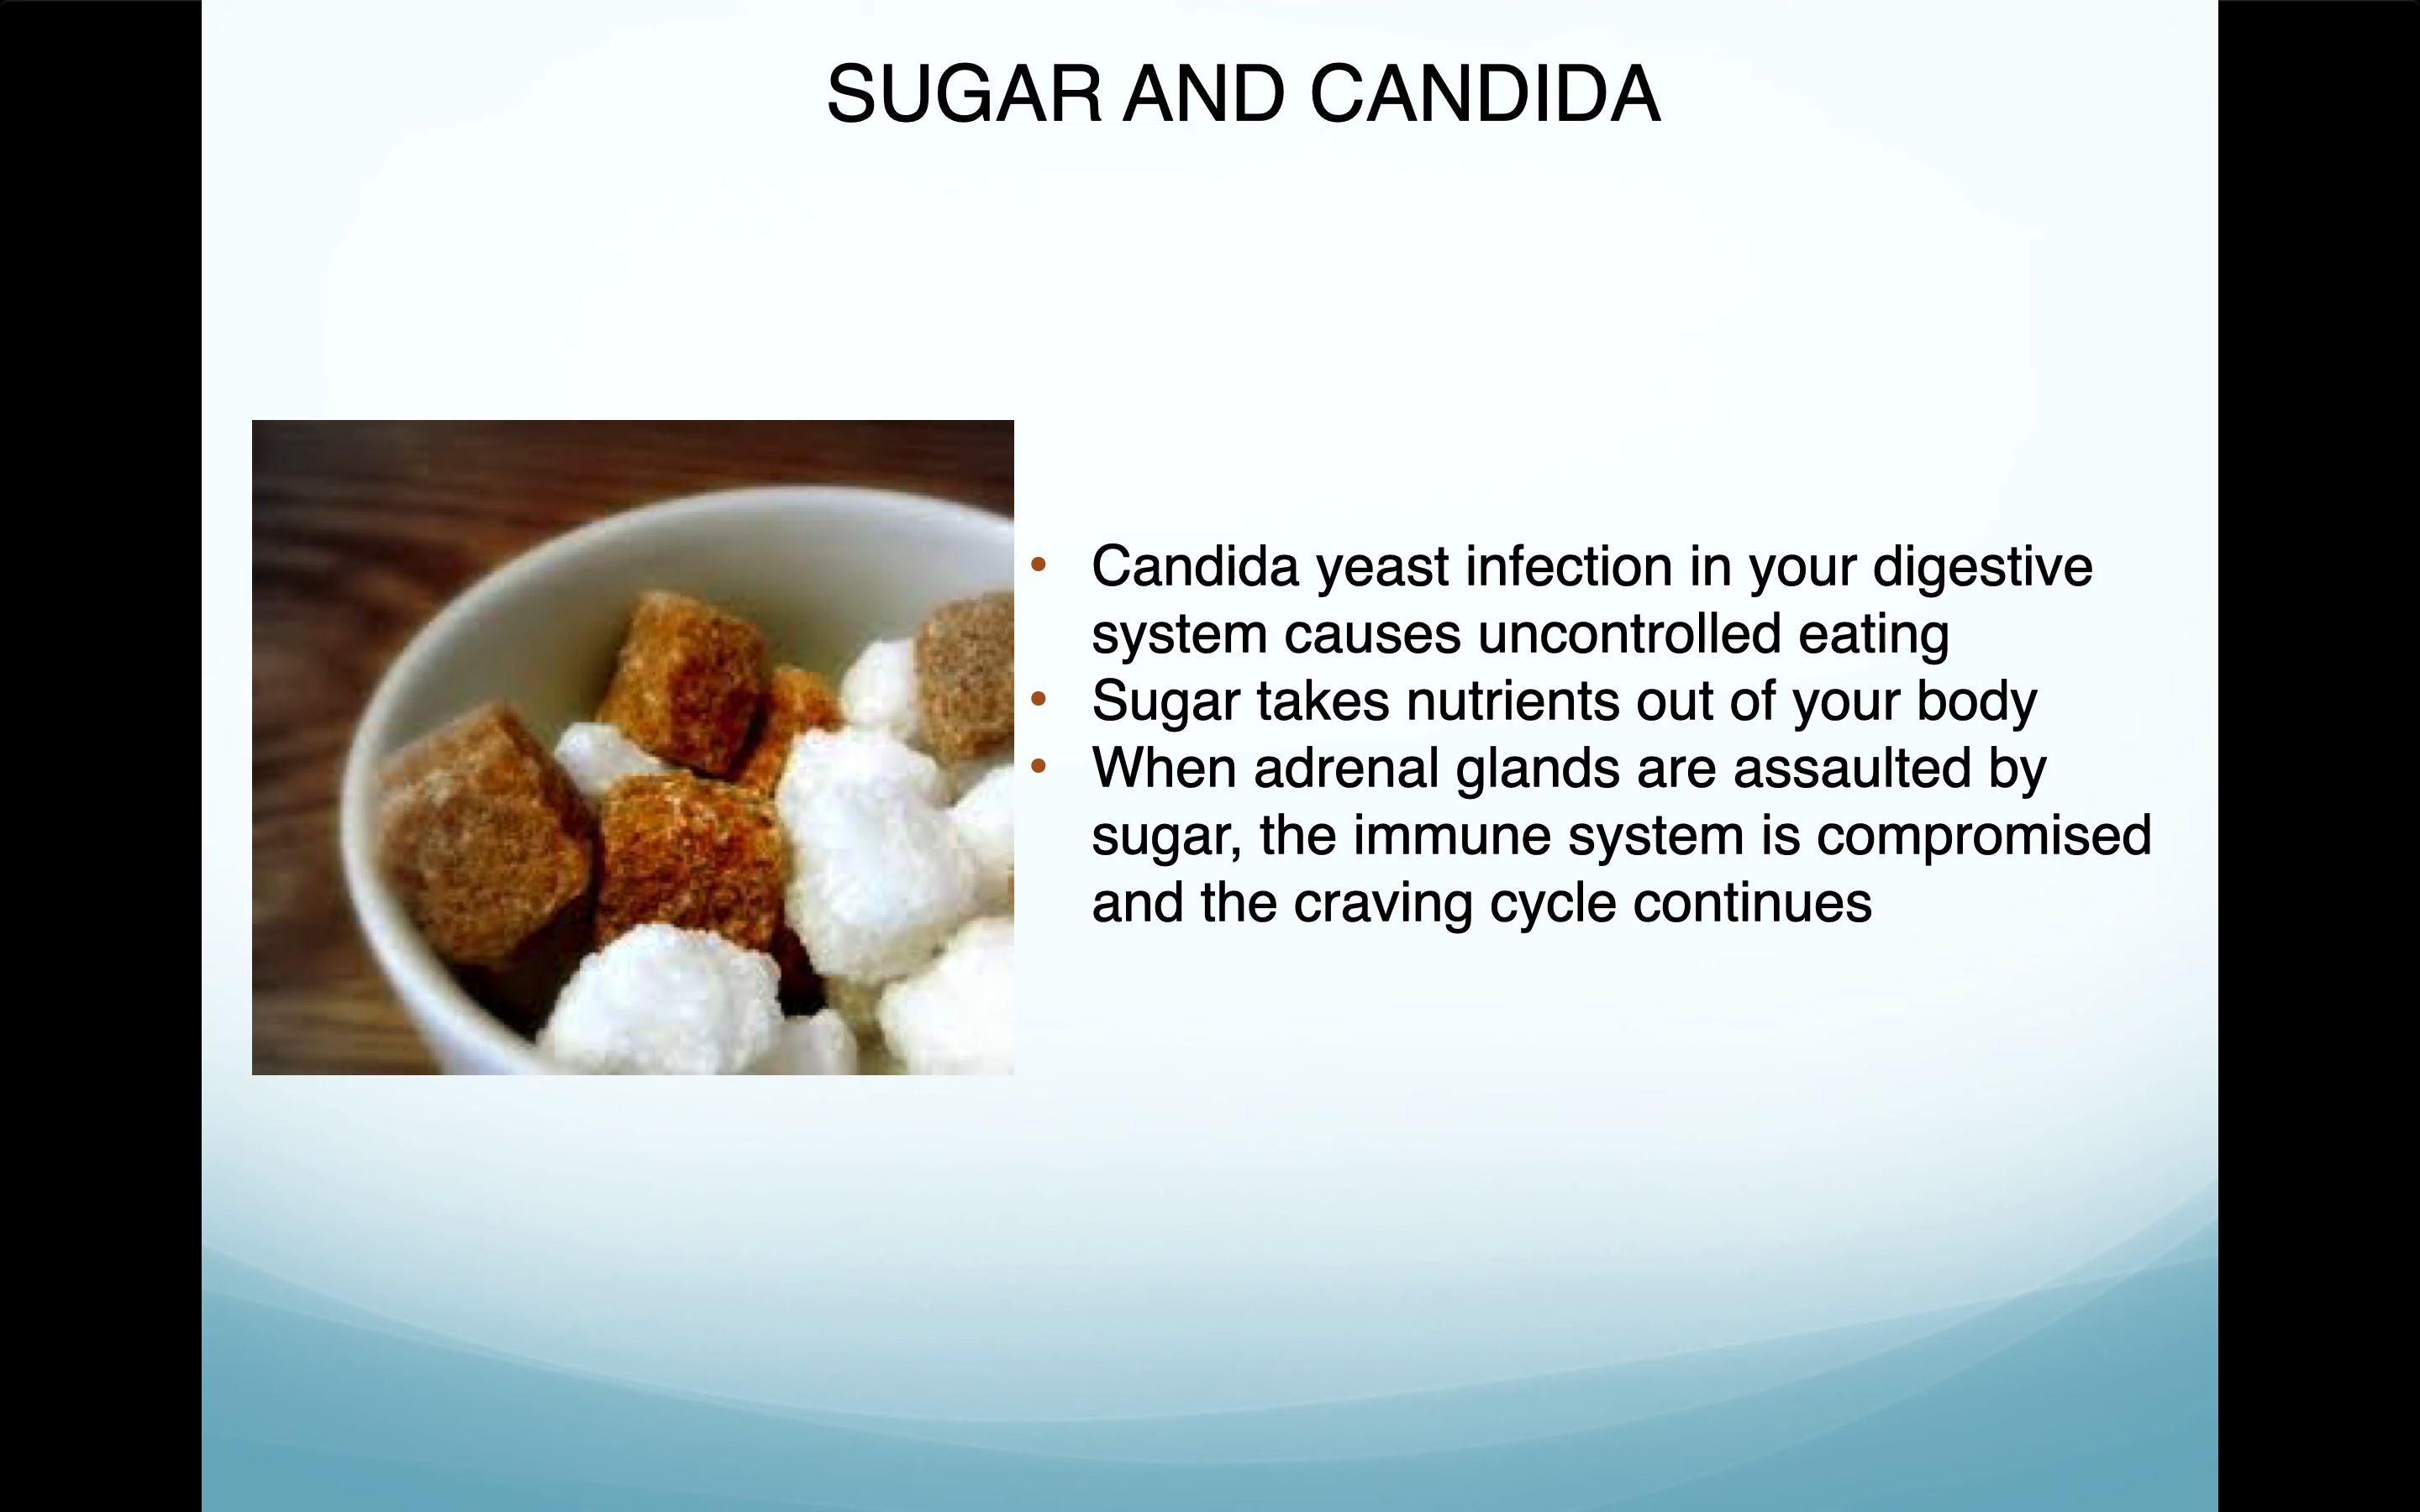 SUGAR AND CANDIDA
• Candida yeast infection in your digestive
system causes uncontrolled eating
• Sugar takes nutrients out of your body
• When adrenal glands are assaulted by
sugar, the immune system is compromised
and the craving cycle continues